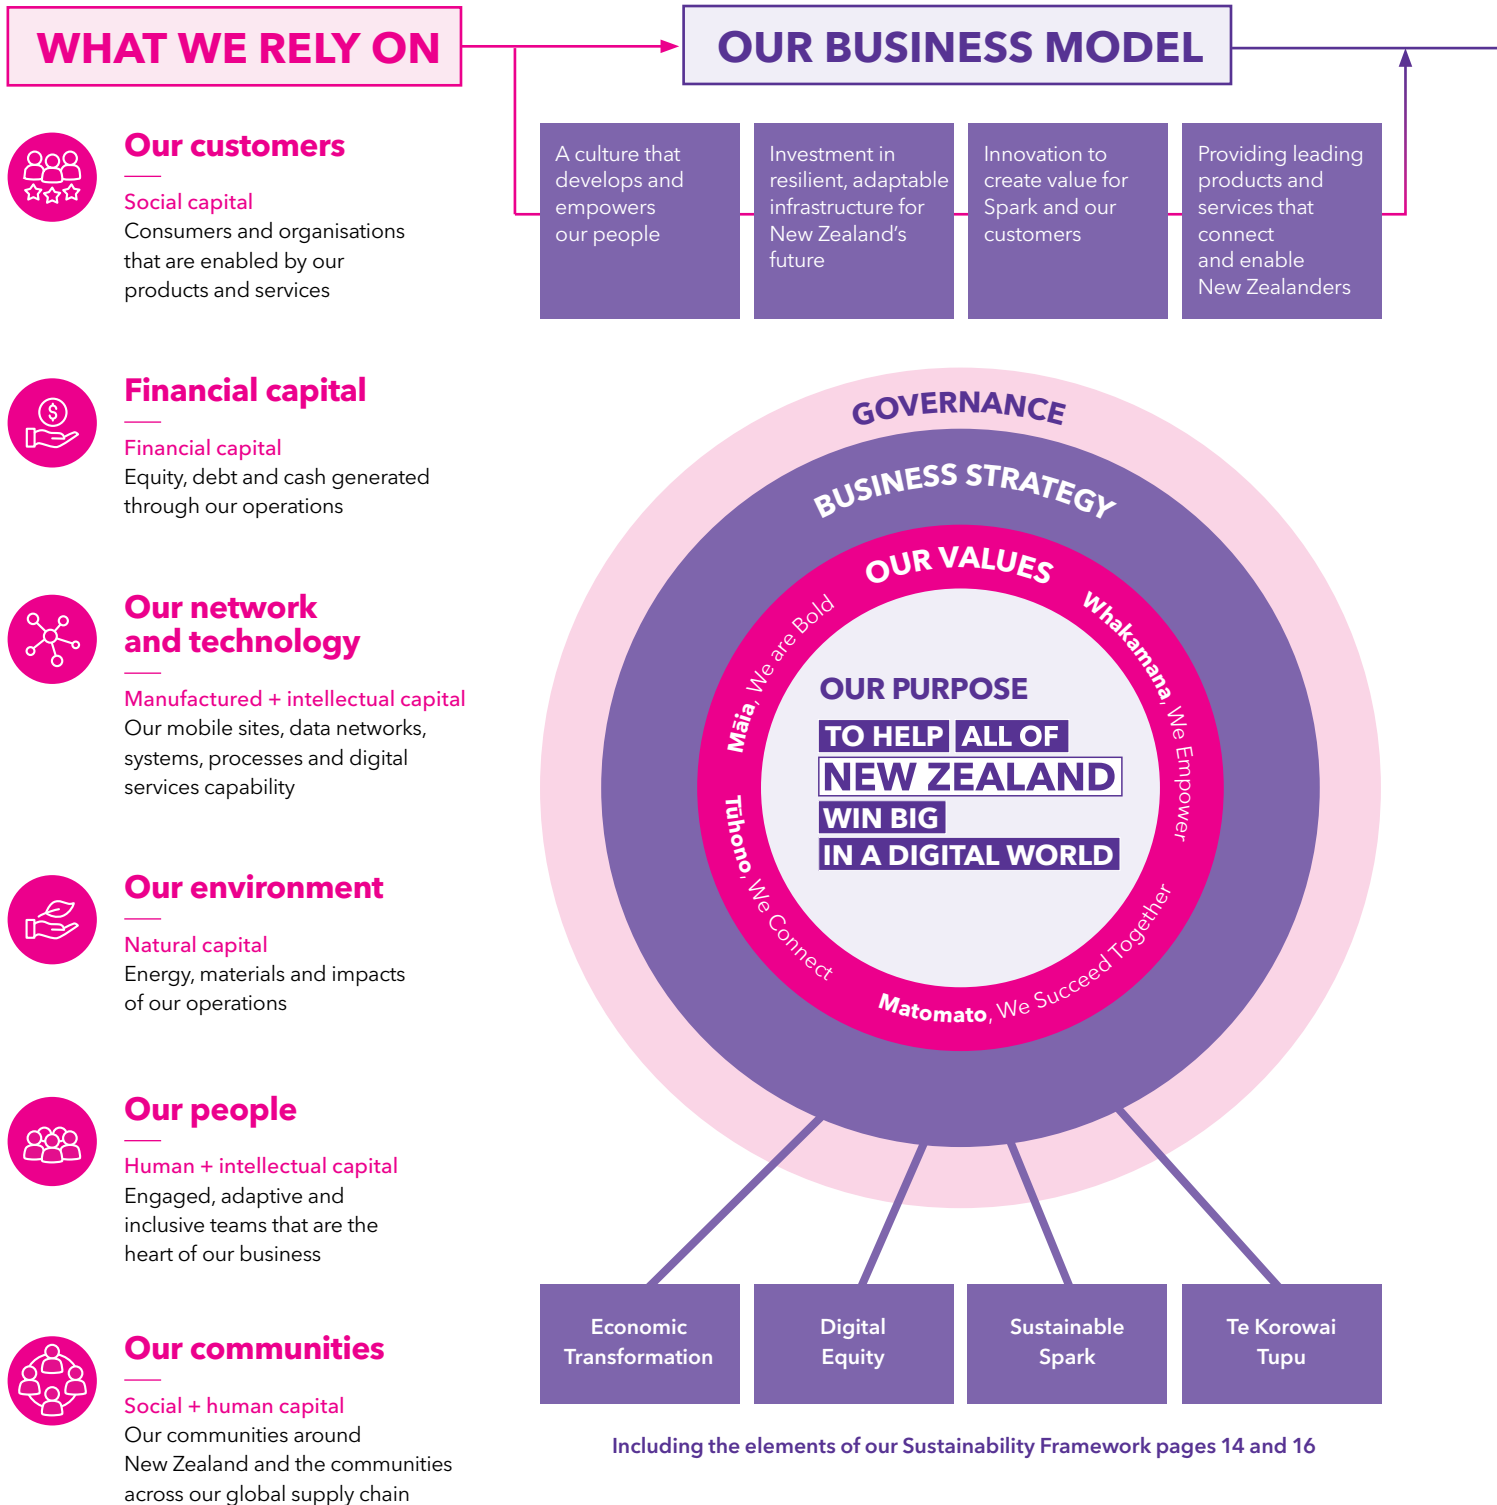 WHAT WE RELY ON
Our customers
Social capital
Consumers and organisations
that are enabled by our
products and services
Financial capital
Financial capital
Equity, debt and cash generated
through our operations
Our network
and technology
Manufactured + intellectual capital
Our mobile sites, data networks,
systems, processes and digital
services capability
Our environment
Natural capital
Energy, materials and impacts
of our operations
Our people
Human + intellectual capital
Engaged, adaptive and
inclusive teams that are the
heart of our business
Our communities
Social + human capital
Our communities around
New Zealand and the communities
across our global supply chain
OUR BUSINESS MODEL
A culture that
develops and
empowers
our people
Investment in
resilient, adaptable
infrastructure for
New Zealand's
future
Innovation to
create value for
Spark and our
customers
Providing leading
products and
services that
connect
and enable
New Zealanders
GOVERNANCE
BUSINESS STRATEGY
OUR VALUES
Māia, We are Bold
Whakamana, We Empower
Tūhono, We Connect
Matomato, We Succeed Together
OUR PURPOSE
TO HELP ALL OF
NEW ZEALAND
WIN BIG
IN A DIGITAL WORLD
Economic
Transformation
Digital
Equity
Sustainable
Spark
Te Korowai
Tupu
Including the elements of our Sustainability Framework pages 14 and 16